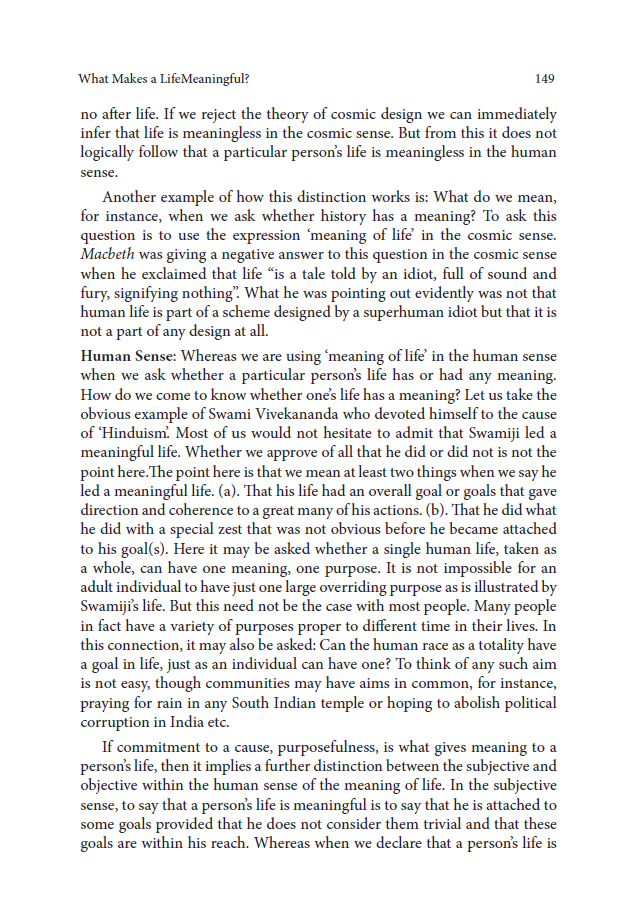 What Makes a LifeMeaningful? 149
no after life. If we reject the theory of cosmic design we can immediately
infer that life is meaningless in the cosmic sense. But from this it does not
logically follow that a particular person’s life is meaningless in the human
sense.
Another example of how this distinction works is: What do we mean,
for instance, when we ask whether history has a meaning? To ask this
question is to use the expression ‘meaning of life’ in the cosmic sense.
Macbeth was giving a negative answer to this question in the cosmic sense
when he exclaimed that life “is a tale told by an idiot, full of sound and
fury, signifying nothing”. What he was pointing out evidently was not that
human life is part of a scheme designed by a superhuman idiot but that it is
not a part of any design at all.
Human Sense: Whereas we are using ‘meaning of life’ in the human sense
when we ask whether a particular person’s life has or had any meaning.
How do we come to know whether one’s life has a meaning? Let us take the
obvious example of Swami Vivekananda who devoted himself to the cause
of ‘Hinduism’. Most of us would not hesitate to admit that Swamiji led a
meaningful life. Whether we approve of all that he did or did not is not the
point here.The point here is that we mean at least two things when we say he
led a meaningful life. (a). That his life had an overall goal or goals that gave
direction and coherence to a great many of his actions. (b). That he did what
he did with a special zest that was not obvious before he became attached
to his goal(s). Here it may be asked whether a single human life, taken as
a whole, can have one meaning, one purpose. It is not impossible for an
adult individual to have just one large overriding purpose as is illustrated by
Swamiji’s life. But this need not be the case with most people. Many people
in fact have a variety of purposes proper to different time in their lives. In
this connection, it may also be asked: Can the human race as a totality have
a goal in life, just as an individual can have one? To think of any such aim
is not easy, though communities may have aims in common, for instance,
praying for rain in any South Indian temple or hoping to abolish political
corruption in India etc.
If commitment to a cause, purposefulness, is what gives meaning to a
person’s life, then it implies a further distinction between the subjective and
objective within the human sense of the meaning of life. In the subjective
sense, to say that a person’s life is meaningful is to say that he is attached to
some goals provided that he does not consider them trivial and that these
goals are within his reach. Whereas when we declare that a person’s life is